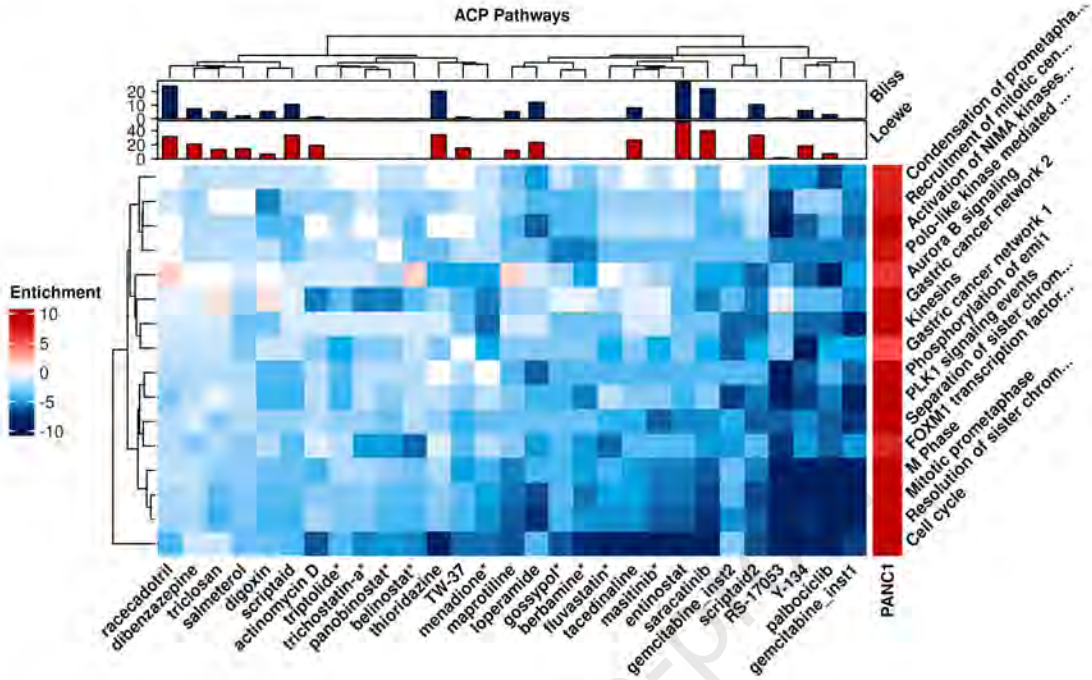 ACP Pathways
Bliss
20
10
0
Loewe
40
20
0
Condensation of prometapha...
Recruitment of mitotic cen...
Activation of NIMA kinases...
Polo-like kinase mediated ...
Aurora B signaling
Gastric cancer network 2
Kinesins
Gastric cancer network 1
Phosphorylation of emi1
PLK1 signaling events
Separation of sister chrom...
FOXM1 transcription factor...
M Phase
Mitotic prometaphase
Resolution of sister chrom...
Cell cycle
Entichment
10
5
0
-5
-10
racecadotril
dibenzazepine
triclosan
salmeterol
digoxin
scriptaid
actinomycin D
triptolide*
trichostatin-a*
panobinostat*
belinostat*
thioridazine
TW-37
menadione*
maprotiline
loperamide
gossypol*
berbamine*
fluvastatin*
tacedinaline
masitinib*
entinostat
saracatinib
gemcitabine_inst2
scriptaid2
RS-17053
Y-134
palbociclib
gemcitabine_inst1
PANC1